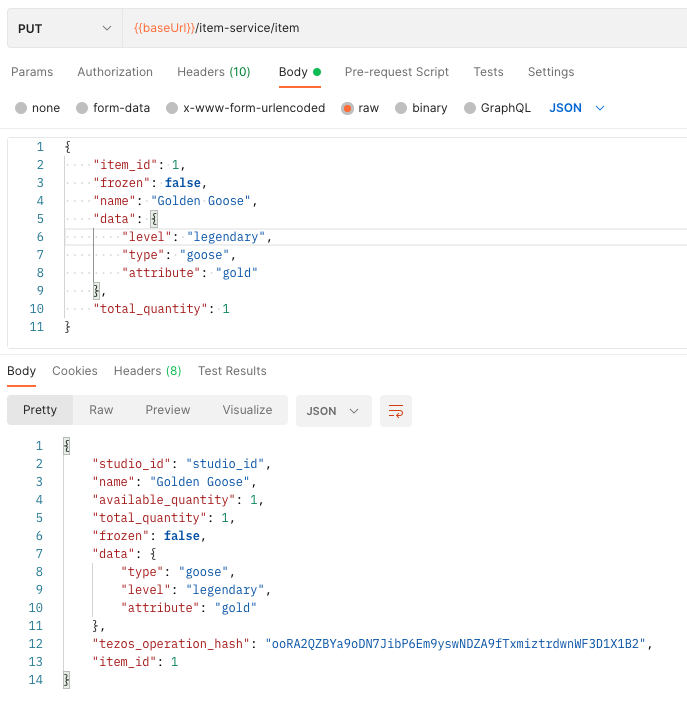 PUT {{baseUrl}}/item-service/item
Params Authorization Headers (10) Body Pre-request Script Tests Settings
none form-data x-www-form-urlencoded raw binary GraphQL JSON
1 {
2 "item_id": 1,
3 "frozen": false,
4 "name": "Golden Goose",
5 "data": {
6 "level": "legendary",
7 "type": "goose",
8 "attribute": "gold"
9 },
10 "total_quantity": 1
11 }
Body Cookies Headers (8) Test Results
Pretty Raw Preview Visualize JSON
1 {
2 "studio_id": "studio_id",
3 "name": "Golden Goose",
4 "available_quantity": 1,
5 "total_quantity": 1,
6 "frozen": false,
7 "data": {
8 "type": "goose",
9 "level": "legendary",
10 "attribute": "gold"
11 },
12 "tezos_operation_hash": "ooRA2QZBYa9oDN7JibP6Em9yswNDZA9fTxmiztrdwnWF3D1X1B2",
13 "item_id": 1
14 }